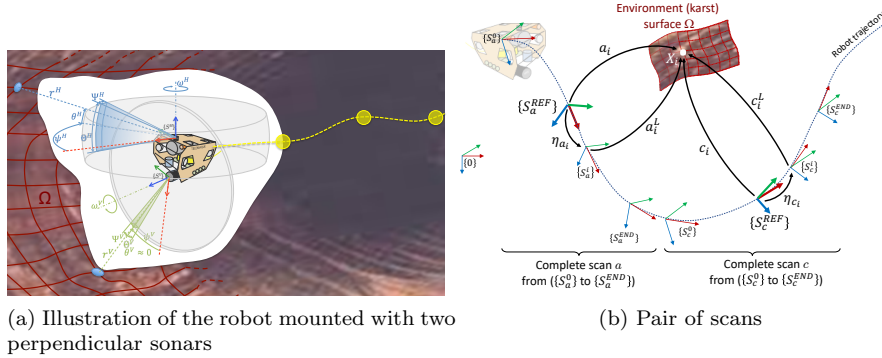 ω^H
r^H
Ψ^H
θ^H
ψ^H
Θ^H
{S^H}
{S^V}
Ω
ω^V
Ψ^V
Θ^V
ψ^V
r^V
θ^V ≈ 0
(a) Illustration of the robot mounted with two
perpendicular sonars
Environment (karst)
surface Ω
Robot trajectory
{S_a^0}
a_i
X_i
{S_a^REF}
c_i^L
{S_c^END}
a_i^L
η_{a_i}
c_i
{0}
{S_a^i}
{S_c^i}
η_{c_i}
{S_c^REF}
{S_a^END}
{S_c^0}
Complete scan a
from ({S_a^0} to {S_a^END})
Complete scan c
from ({S_c^0} to {S_c^END})
(b) Pair of scans